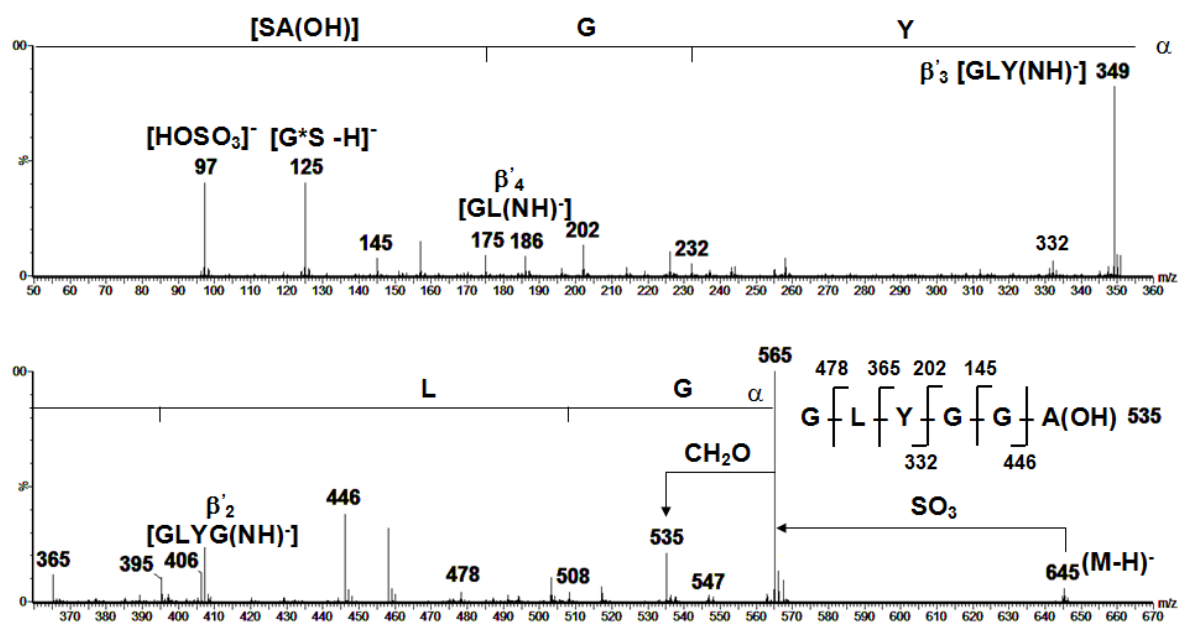 [SA(OH)] G Y α
00
β'3 [GLY(NH)-] 349
[HOSO3]- [G*S -H]-
97 125
%
β'4
[GL(NH)-]
145 175 186 202 232 332
0
50 60 70 80 90 100 110 120 130 140 150 160 170 180 190 200 210 220 230 240 250 260 270 280 290 300 310 320 330 340 350 360 m/z
565
00
L G α
478 365 202 145
G L Y G G A(OH) 535
332 446
CH2O
SO3
%
β'2
[GLYG(NH)-]
446
535
365 395 406 478 508 547 645 (M-H)-
0
370 380 390 400 410 420 430 440 450 460 470 480 490 500 510 520 530 540 550 560 570 580 590 600 610 620 630 640 650 660 670 m/z